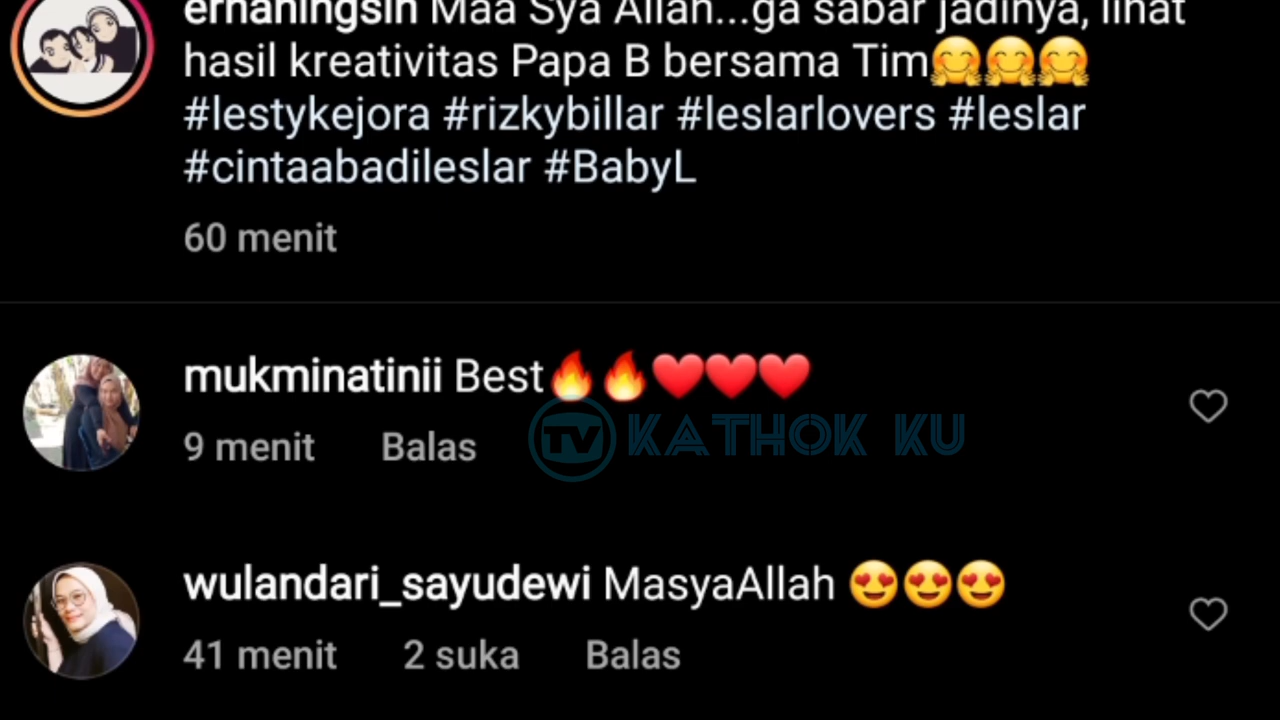 ernaningsih Maa Sya Allah...ga sabar jadinya, lihat
hasil kreativitas Papa B bersama Tim🤗🤗🤗
#lestykejora #rizkybillar #leslarlovers #leslar
#cintaabadileslar #BabyL
60 menit
mukminatinii Best🔥🔥❤️❤️❤️
9 menit Balas
TV KATHOK KU
wulandari_sayudewi MasyaAllah 😍😍😍
41 menit 2 suka Balas